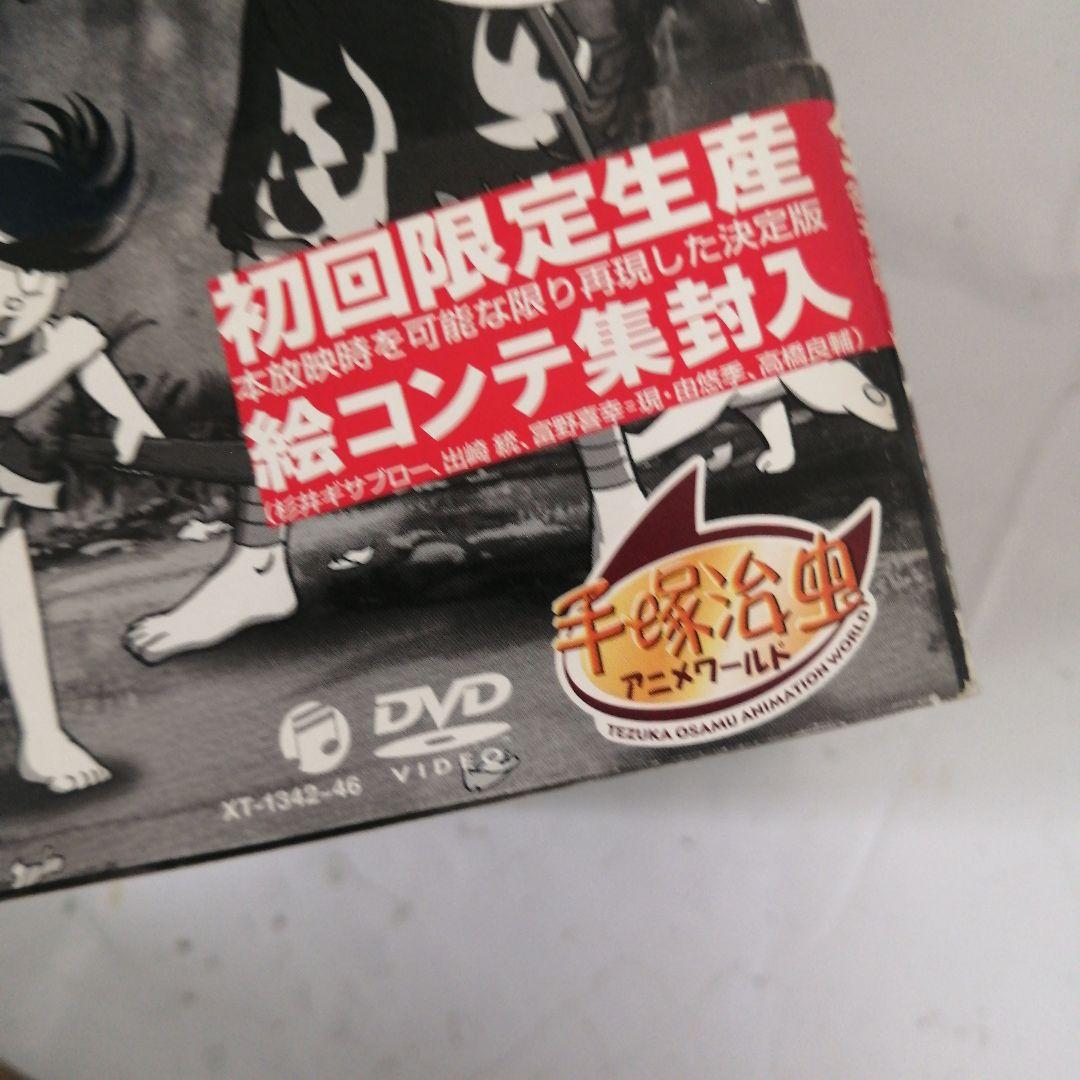 初回限定生産
本放映時を可能な限り再現した決定版
絵コンテ集封入
（杉井ギサブロー、出崎 統、富野喜幸=現・由悠季、高橋良輔）
手塚治虫
アニメワールド
TEZUKA OSAMU ANIMATION WORLD
DVD
VIDEO
XT-1342~46